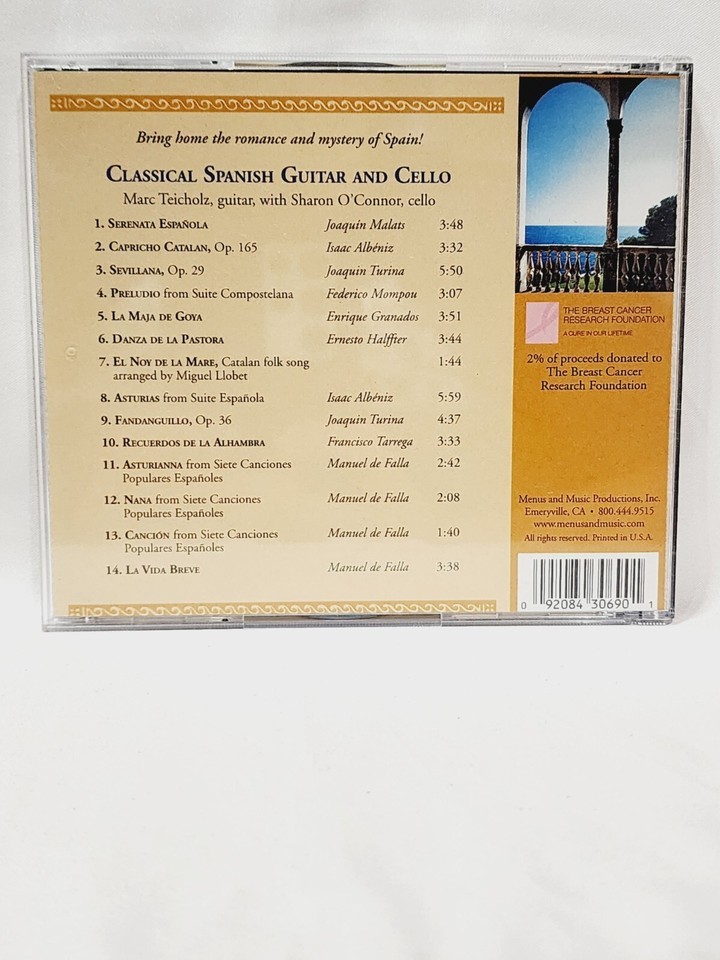 Bring home the romance and mystery of Spain!
CLASSICAL SPANISH GUITAR AND CELLO
Marc Teicholz, guitar, with Sharon O'Connor, cello
1. SERENATA ESPAÑOLA Joaquín Malats 3:48
2. CAPRICHO CATALAN, Op. 165 Isaac Albéniz 3:32
3. SEVILLANA, Op. 29 Joaquin Turina 5:50
4. PRELUDIO from Suite Compostelana Federico Mompou 3:07
5. LA MAJA DE GOYA Enrique Granados 3:51
6. DANZA DE LA PASTORA Ernesto Halffter 3:44
7. EL NOY DE LA MARE, Catalan folk song 1:44
arranged by Miguel Llobet
8. ASTURIAS from Suite Española Isaac Albéniz 5:59
9. FANDANGUILLO, Op. 36 Joaquin Turina 4:37
10. RECUERDOS DE LA ALHAMBRA Francisco Tarrega 3:33
11. ASTURIANNA from Siete Canciones Manuel de Falla 2:42
Populares Españoles
12. NANA from Siete Canciones Manuel de Falla 2:08
Populares Españoles
13. CANCIÓN from Siete Canciones Manuel de Falla 1:40
Populares Españoles
14. LA VIDA BREVE Manuel de Falla 3:38
THE BREAST CANCER
RESEARCH FOUNDATION
A CURE IN OUR LIFETIME
2% of proceeds donated to
The Breast Cancer
Research Foundation
Menus and Music Productions, Inc.
Emeryville, CA • 800.444.9515
www.menusandmusic.com
All rights reserved. Printed in U.S.A.
0 92084 30690 1